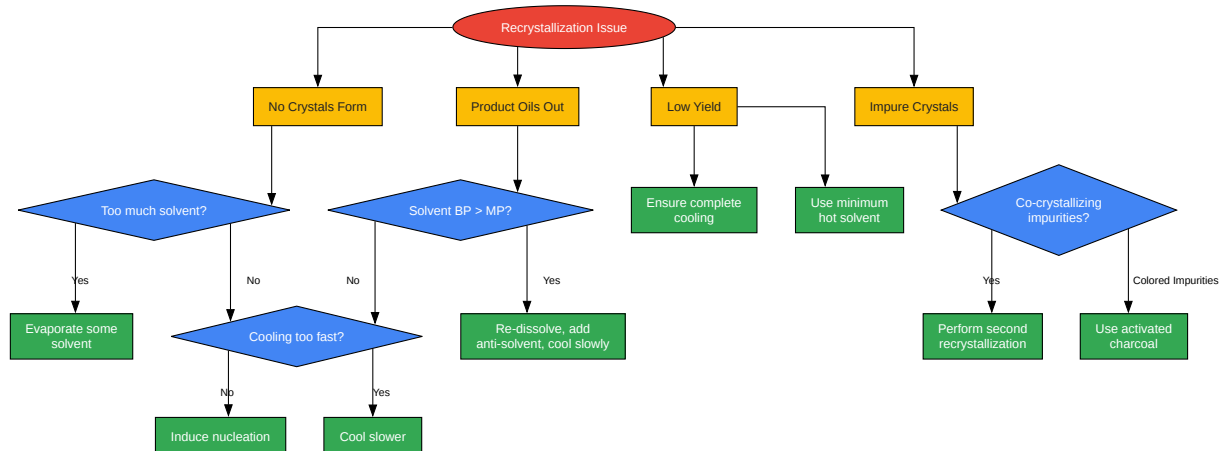 Recrystallization Issue
No Crystals Form
Product Oils Out
Low Yield
Impure Crystals
Too much solvent?
Solvent BP > MP?
Ensure complete
cooling
Use minimum
hot solvent
Co-crystallizing
impurities?
Yes
No
No
Yes
Yes
Colored Impurities
Evaporate some
solvent
Cooling too fast?
Re-dissolve, add
anti-solvent, cool slowly
Perform second
recrystallization
Use activated
charcoal
No
Yes
Induce nucleation
Cool slower